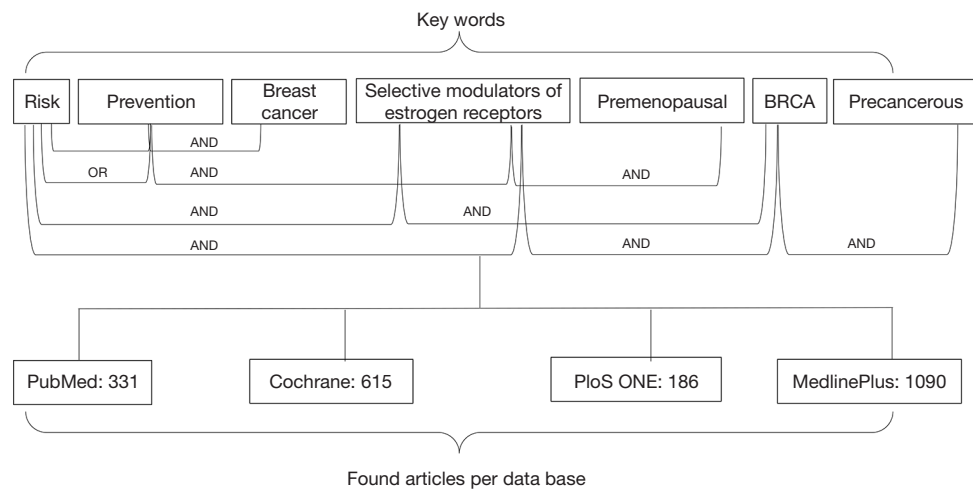 Key words
Risk
Prevention
Breast
cancer
Selective modulators of
estrogen receptors
Premenopausal
BRCA
Precancerous
AND
OR
AND
AND
AND
AND
AND
AND
AND
PubMed: 331
Cochrane: 615
PloS ONE: 186
MedlinePlus: 1090
Found articles per data base